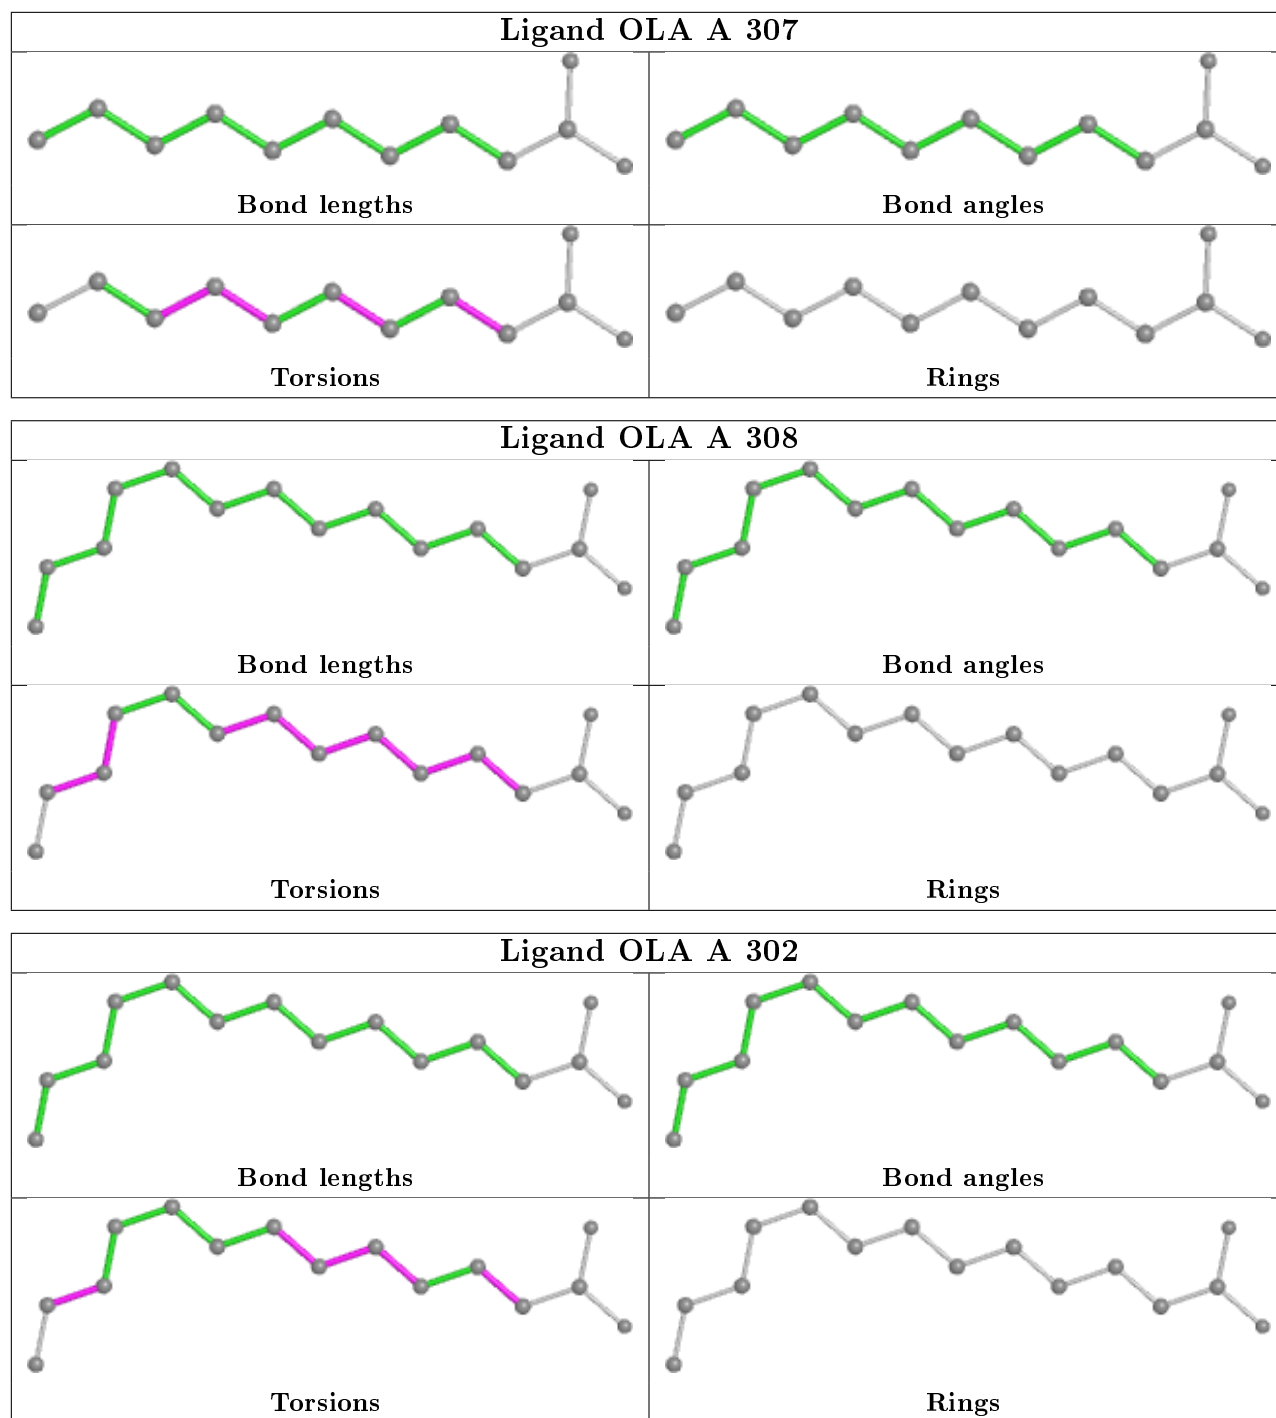 Ligand OLA A 307
Bond lengths
Bond angles
Torsions
Rings
Ligand OLA A 308
Bond lengths
Bond angles
Torsions
Rings
Ligand OLA A 302
Bond lengths
Bond angles
Torsions
Rings